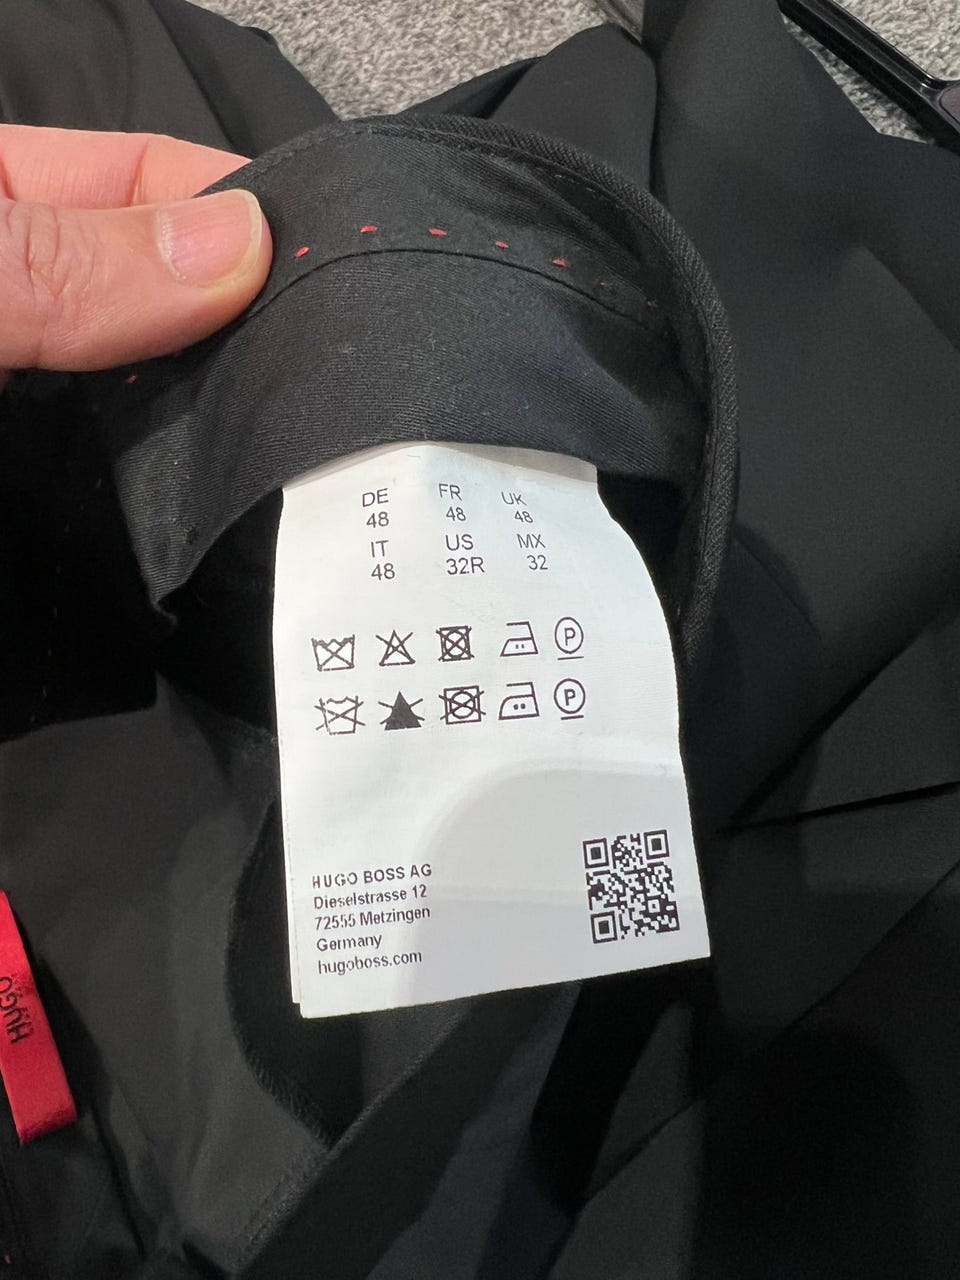 DE FR UK
48 48 48
IT US MX
48 32R 32
P
P
HUGO BOSS AG
Dieselstrasse 12
72555 Metzingen
Germany
hugoboss.com
HUGO